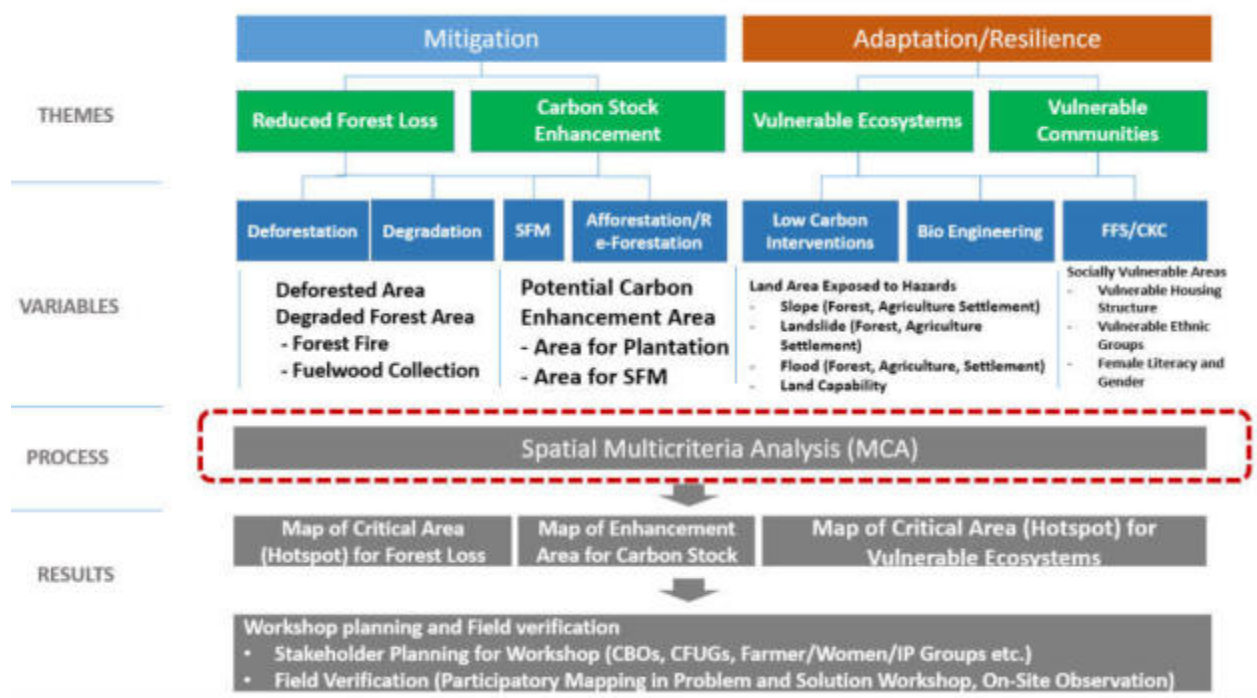 Mitigation
Adaptation/Resilience
THEMES
Reduced Forest Loss
Carbon Stock
Enhancement
Vulnerable Ecosystems
Vulnerable
Communities
VARIABLES
Deforestation
Degradation
SFM
Afforestation/R
e-Forestation
Low Carbon
Interventions
Bio Engineering
FFS/CKC
Deforested Area
Degraded Forest Area
- Forest Fire
- Fuelwood Collection
Potential Carbon
Enhancement Area
- Area for Plantation
- Area for SFM
Land Area Exposed to Hazards
- Slope (Forest, Agriculture Settlement)
- Landslide (Forest, Agriculture
Settlement)
- Flood (Forest, Agriculture, Settlement)
- Land Capability
Socially Vulnerable Areas
- Vulnerable Housing
Structure
- Vulnerable Ethnic
Groups
- Female Literacy and
Gender
PROCESS
Spatial Multicriteria Analysis (MCA)
RESULTS
Map of Critical Area
(Hotspot) for Forest Loss
Map of Enhancement
Area for Carbon Stock
Map of Critical Area (Hotspot) for
Vulnerable Ecosystems
Workshop planning and Field verification
• Stakeholder Planning for Workshop (CBOs, CFUGs, Farmer/Women/IP Groups etc.)
• Field Verification (Participatory Mapping in Problem and Solution Workshop, On-Site Observation)